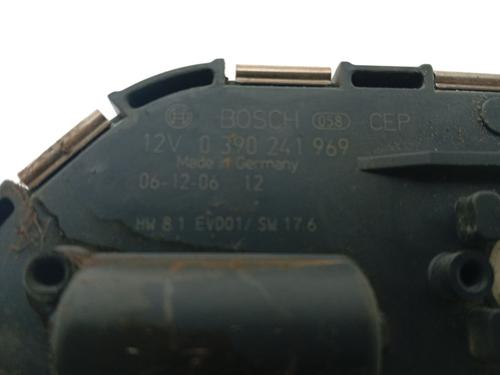 BOSCH 058 CEP
12V 0 390 241 969
Made in Germany
06-12-06 12
HW 8.1 EV001/ SW 17.6